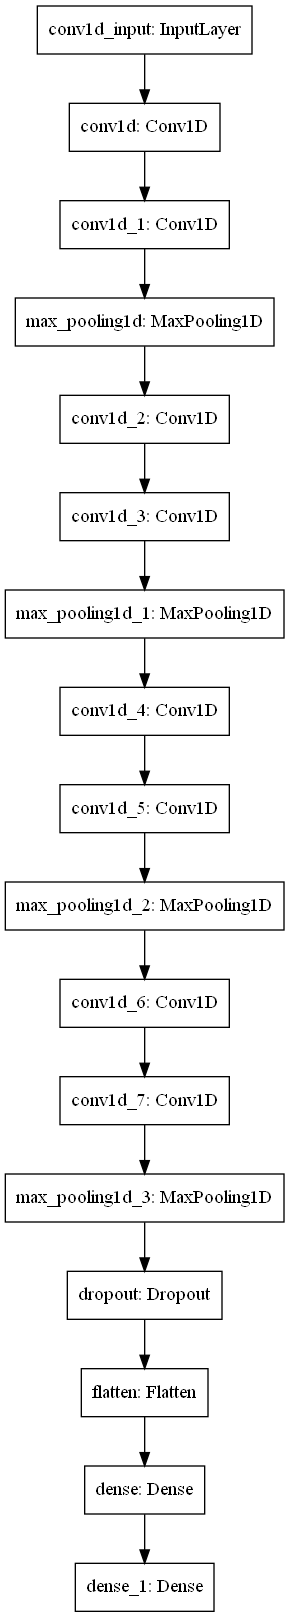 conv1d_input: InputLayer
conv1d: Conv1D
conv1d_1: Conv1D
max_pooling1d: MaxPooling1D
conv1d_2: Conv1D
conv1d_3: Conv1D
max_pooling1d_1: MaxPooling1D
conv1d_4: Conv1D
conv1d_5: Conv1D
max_pooling1d_2: MaxPooling1D
conv1d_6: Conv1D
conv1d_7: Conv1D
max_pooling1d_3: MaxPooling1D
dropout: Dropout
flatten: Flatten
dense: Dense
dense_1: Dense